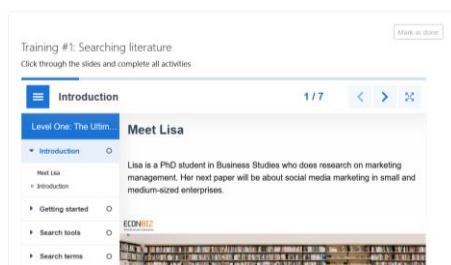 Mark as done
Training #1: Searching literature
Click through the slides and complete all activities
Introduction
1 / 7
Level One: The Ultim...
Introduction
Meet Lisa
Introduction
Getting started
Search tools
Search terms
Meet Lisa
Lisa is a PhD student in Business Studies who does research on marketing
management. Her next paper will be about social media marketing in small and
medium-sized enterprises.
ECONBIZ